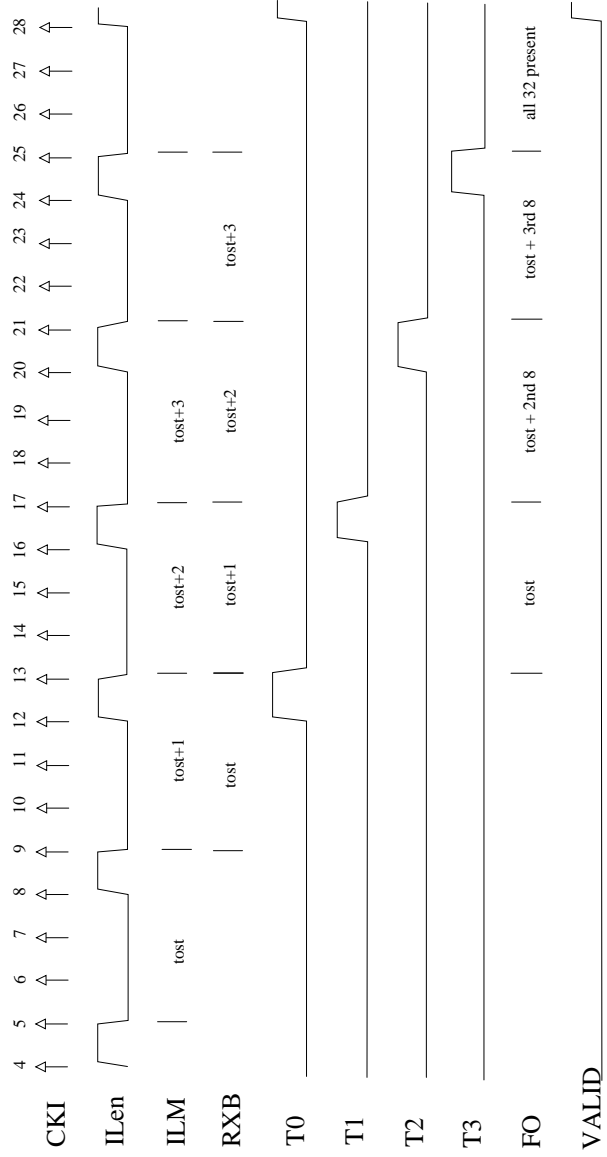 CKI 4 5 6 7 8 9 10 11 12 13 14 15 16 17 18 19 20 21 22 23 24 25 26 27 28
ILen
ILM tost tost+1 tost+2 tost+3
RXB tost tost+1 tost+2 tost+3
T0
T1
T2
T3
FO tost tost + 2nd 8 tost + 3rd 8 all 32 present
VALID